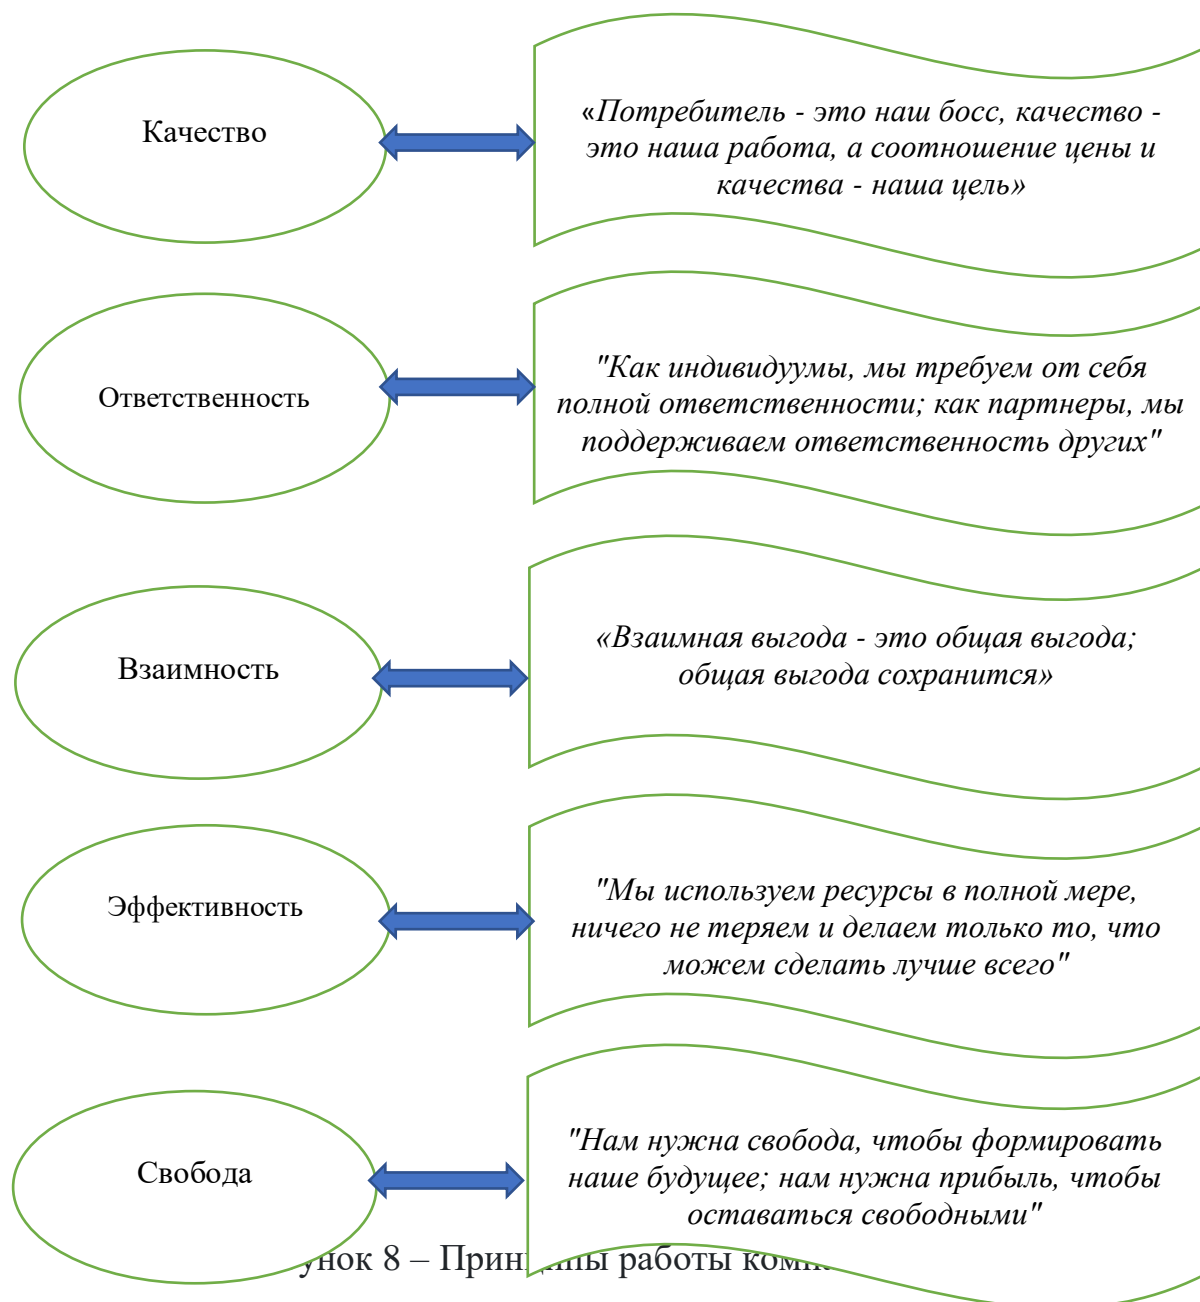 Качество
«Потребитель - это наш босс, качество -
это наша работа, а соотношение цены и
качества - наша цель»
Ответственность
"Как индивидуумы, мы требуем от себя
полной ответственности; как партнеры, мы
поддерживаем ответственность других"
Взаимность
«Взаимная выгода - это общая выгода;
общая выгода сохранится»
Эффективность
"Мы используем ресурсы в полной мере,
ничего не теряем и делаем только то, что
можем сделать лучше всего"
Свобода
"Нам нужна свобода, чтобы формировать
наше будущее; нам нужна прибыль, чтобы
оставаться свободными"
8 – Принципы работы